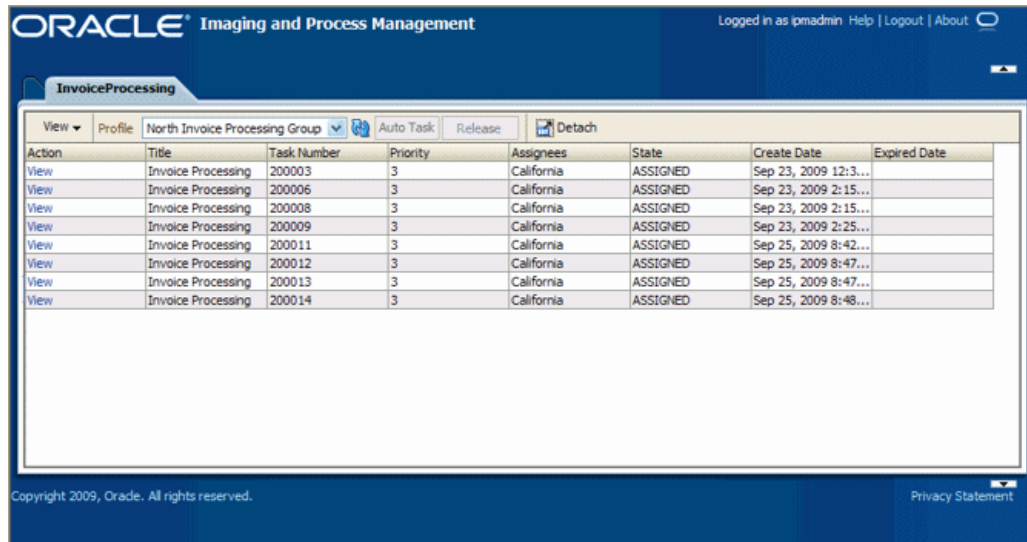 ORACLE Imaging and Process Management Logged in as ipmadmin Help | Logout | About
InvoiceProcessing
View Profile North Invoice Processing Group Auto Task Release Detach
Action Title Task Number Priority Assignees State Create Date Expired Date
View Invoice Processing 200003 3 California ASSIGNED Sep 23, 2009 12:3...
View Invoice Processing 200006 3 California ASSIGNED Sep 23, 2009 2:15...
View Invoice Processing 200008 3 California ASSIGNED Sep 23, 2009 2:15...
View Invoice Processing 200009 3 California ASSIGNED Sep 23, 2009 2:25...
View Invoice Processing 200011 3 California ASSIGNED Sep 25, 2009 8:42...
View Invoice Processing 200012 3 California ASSIGNED Sep 25, 2009 8:47...
View Invoice Processing 200013 3 California ASSIGNED Sep 25, 2009 8:47...
View Invoice Processing 200014 3 California ASSIGNED Sep 25, 2009 8:48...
Copyright 2009, Oracle. All rights reserved. Privacy Statement